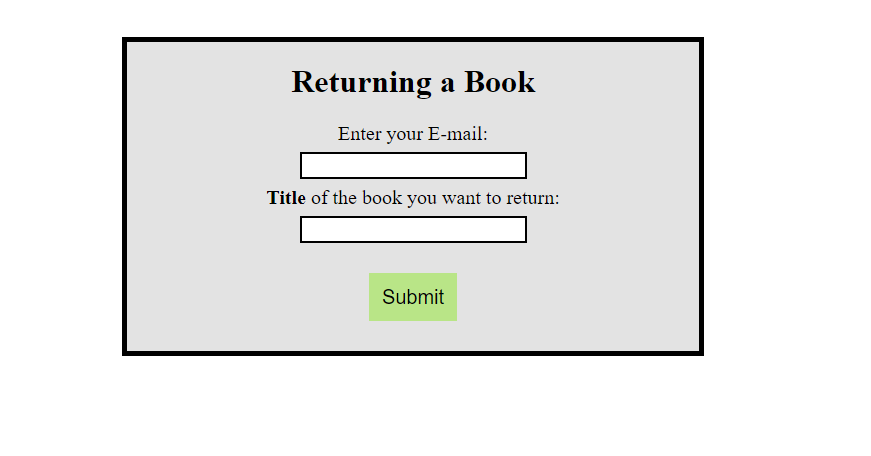 Returning a Book
Enter your E-mail:
Title of the book you want to return:
Submit